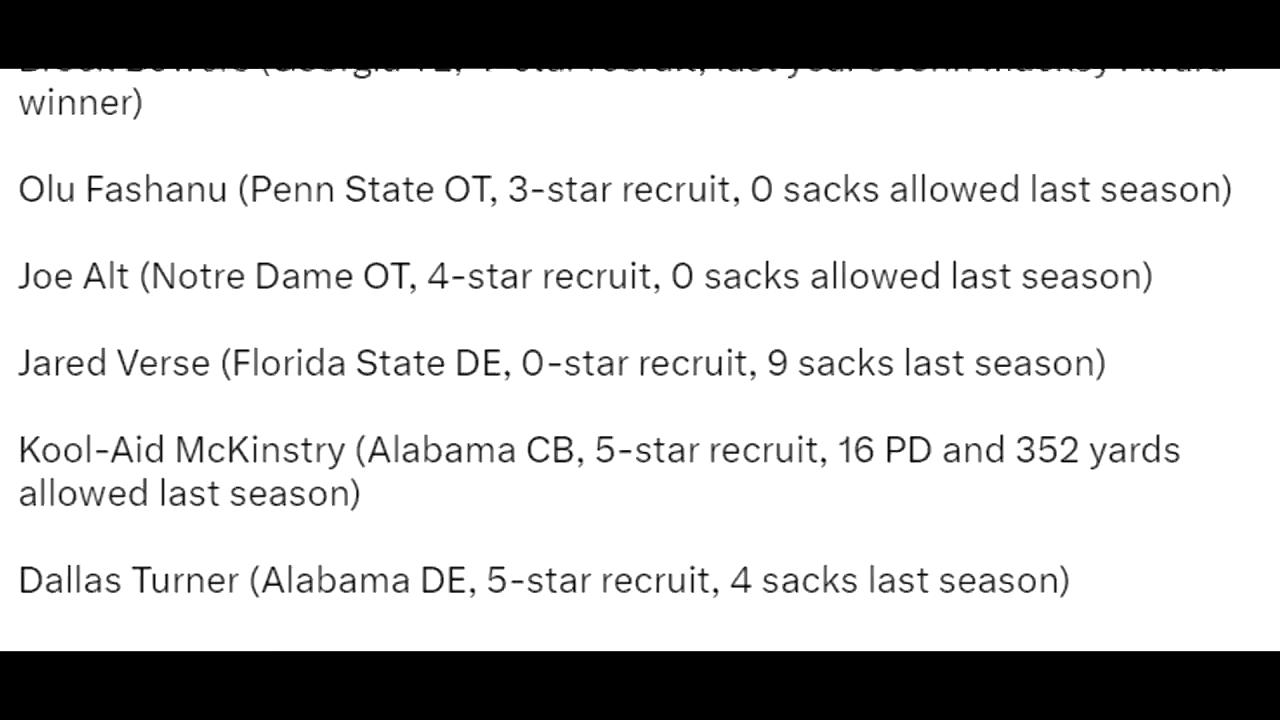 winner)
Olu Fashanu (Penn State OT, 3-star recruit, 0 sacks allowed last season)
Joe Alt (Notre Dame OT, 4-star recruit, 0 sacks allowed last season)
Jared Verse (Florida State DE, 0-star recruit, 9 sacks last season)
Kool-Aid McKinstry (Alabama CB, 5-star recruit, 16 PD and 352 yards
allowed last season)
Dallas Turner (Alabama DE, 5-star recruit, 4 sacks last season)